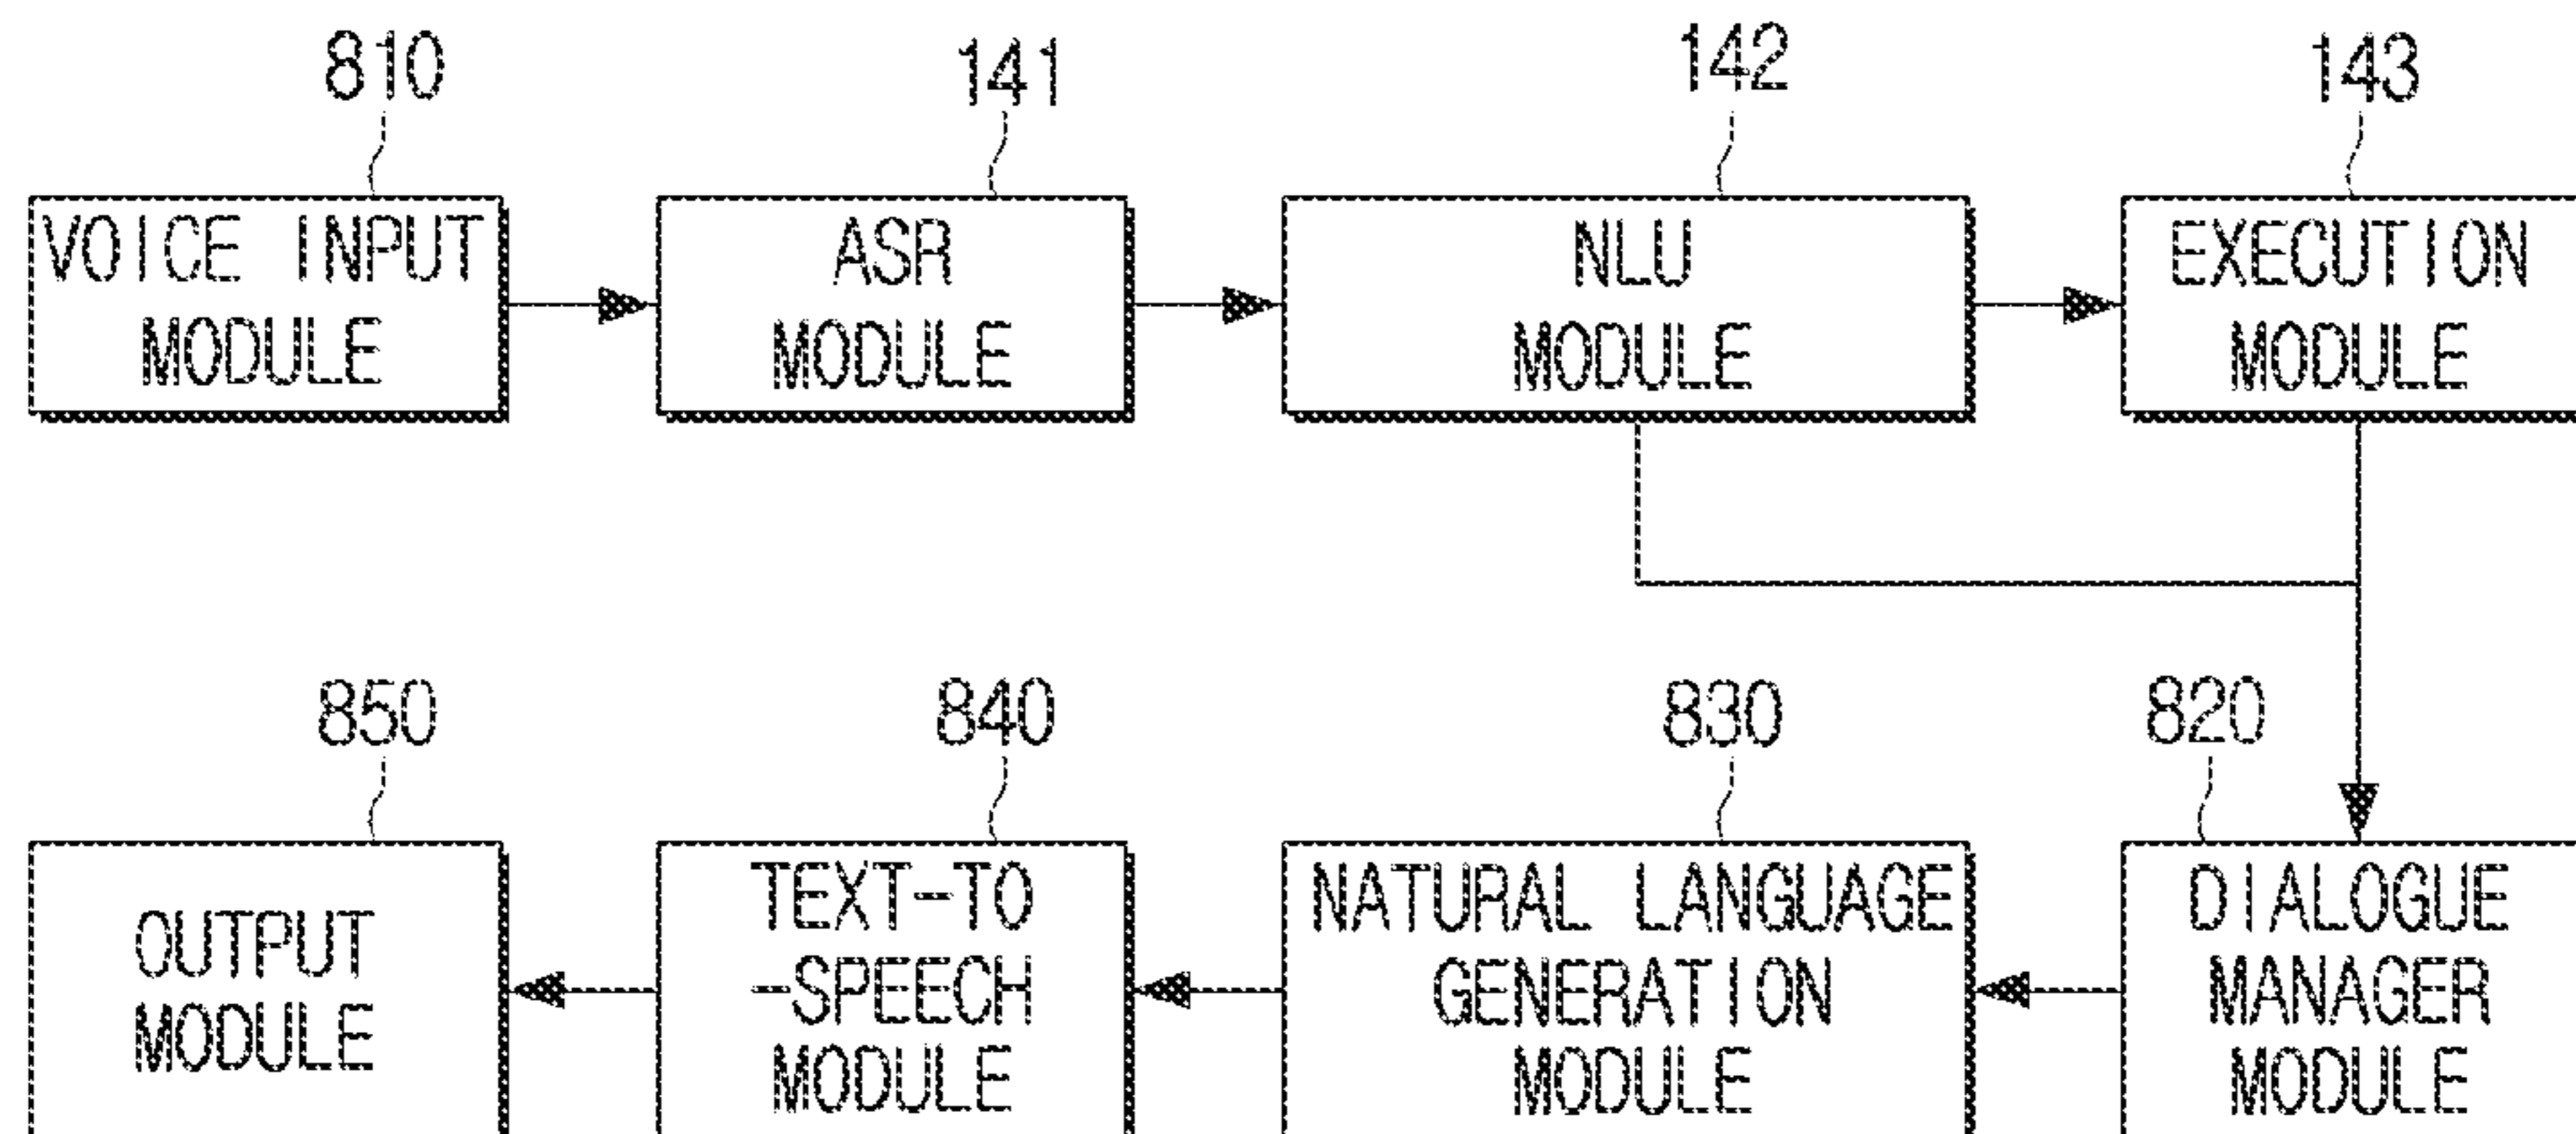 810
141
142
143
VOICE INPUT
MODULE
ASR
MODULE
NLU
MODULE
EXECUTION
MODULE
850
840
830
820
OUTPUT
MODULE
TEXT-TO
-SPEECH
MODULE
NATURAL LANGUAGE
GENERATION
MODULE
DIALOGUE
MANAGER
MODULE